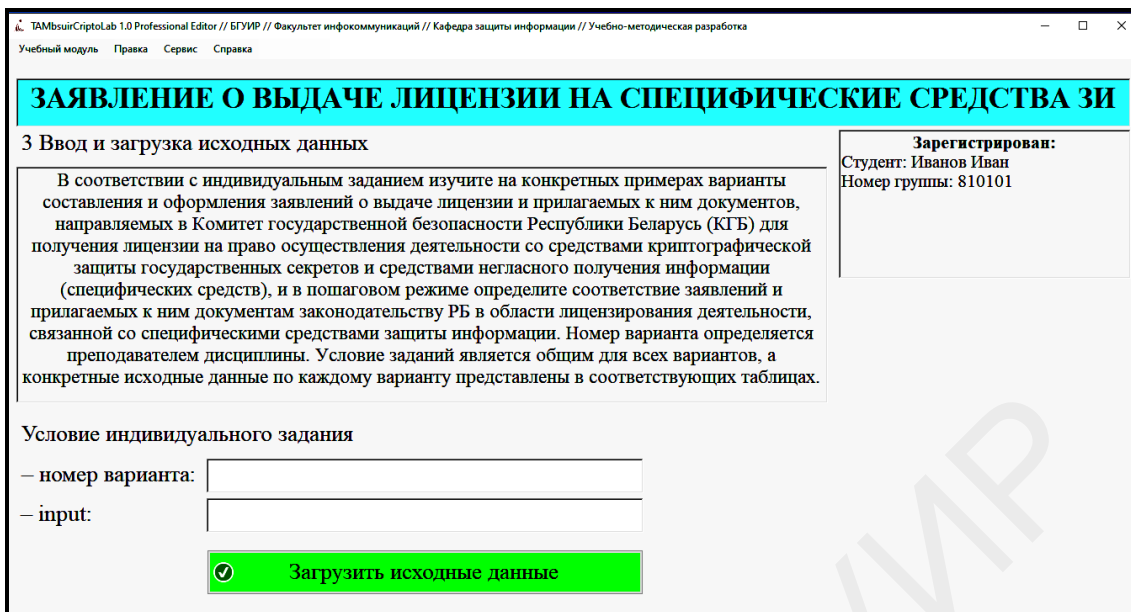 TAMbsuirCriptoLab 1.0 Professional Editor // БГУИР // Факультет инфокоммуникаций // Кафедра защиты информации // Учебно-методическая разработка
Учебный модуль Правка Сервис Справка
ЗАЯВЛЕНИЕ О ВЫДАЧЕ ЛИЦЕНЗИИ НА СПЕЦИФИЧЕСКИЕ СРЕДСТВА ЗИ
3 Ввод и загрузка исходных данных
В соответствии с индивидуальным заданием изучите на конкретных примерах варианты
составления и оформления заявлений о выдаче лицензии и прилагаемых к ним документов,
направляемых в Комитет государственной безопасности Республики Беларусь (КГБ) для
получения лицензии на право осуществления деятельности со средствами криптографической
защиты государственных секретов и средствами негласного получения информации
(специфических средств), и в пошаговом режиме определите соответствие заявлений и
прилагаемых к ним документам законодательству РБ в области лицензирования деятельности,
связанной со специфическими средствами защиты информации. Номер варианта определяется
преподавателем дисциплины. Условие заданий является общим для всех вариантов, а
конкретные исходные данные по каждому варианту представлены в соответствующих таблицах.
Зарегистрирован:
Студент: Иванов Иван
Номер группы: 810101
Условие индивидуального задания
– номер варианта:
– input:
Загрузить исходные данные
УИР